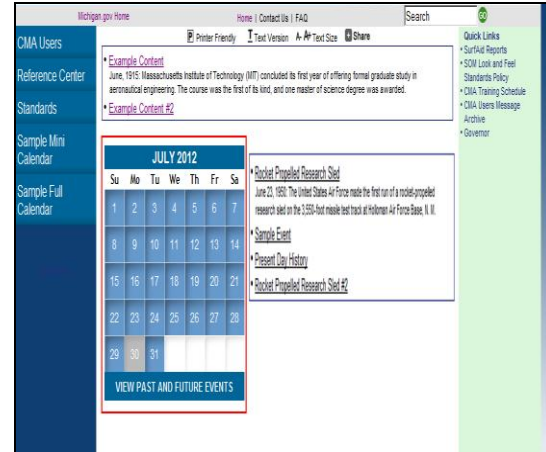 Michigan.gov Home
Home | Contact Us | FAQ
Search
GO
CMA Users
Reference Center
Standards
Sample Mini
Calendar
Sample Full
Calendar
P Printer Friendly T Text Version A- A+ Text Size + Share
• Example Content
June, 1915: Massachusetts Institute of Technology (MIT) concluded its first year of offering formal graduate study in
aeronautical engineering. The course was the first of its kind, and one master of science degree was awarded.
• Example Content #2
JULY 2012
Su Mo Tu We Th Fr Sa
1 2 3 4 5 6 7
8 9 10 11 12 13 14
15 16 17 18 19 20 21
22 23 24 25 26 27 28
29 30 31
VIEW PAST AND FUTURE EVENTS
• Rocket Propelled Research Sled
June 23, 1950: The United States Air Force made the first run of a rocket-propelled
research sled on the 3,550-foot missile test track at Holloman Air Force Base, N. M.
• Sample Event
• Present Day History
• Rocket Propelled Research Sled #2
Quick Links
• SurfAid Reports
• SOM Look and Feel
Standards Policy
• CMA Training Schedule
• CMA Users Message
Archive
• Governor